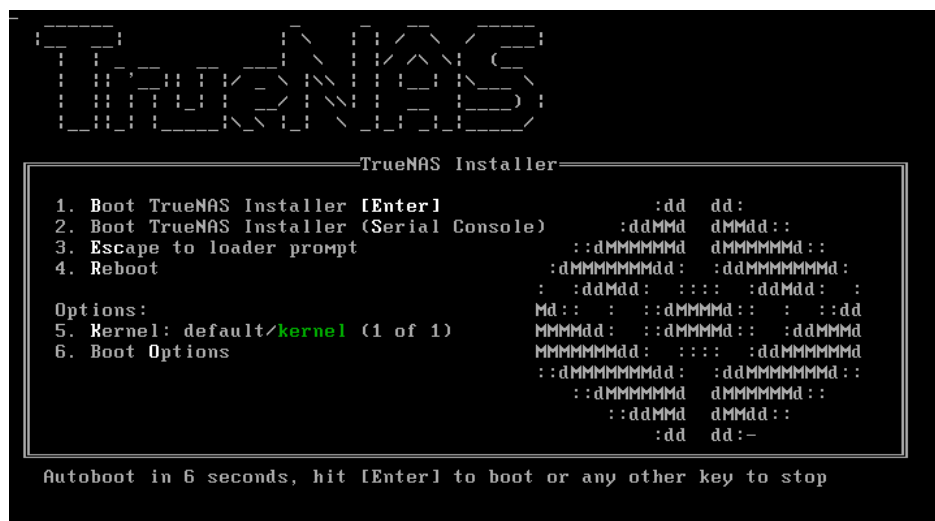 TrueNAS
TrueNAS Installer
1. Boot TrueNAS Installer [Enter]
2. Boot TrueNAS Installer (Serial Console)
3. Escape to loader prompt
4. Reboot
Options:
5. Kernel: default/kernel (1 of 1)
6. Boot Options
Autoboot in 6 seconds, hit [Enter] to boot or any other key to stop